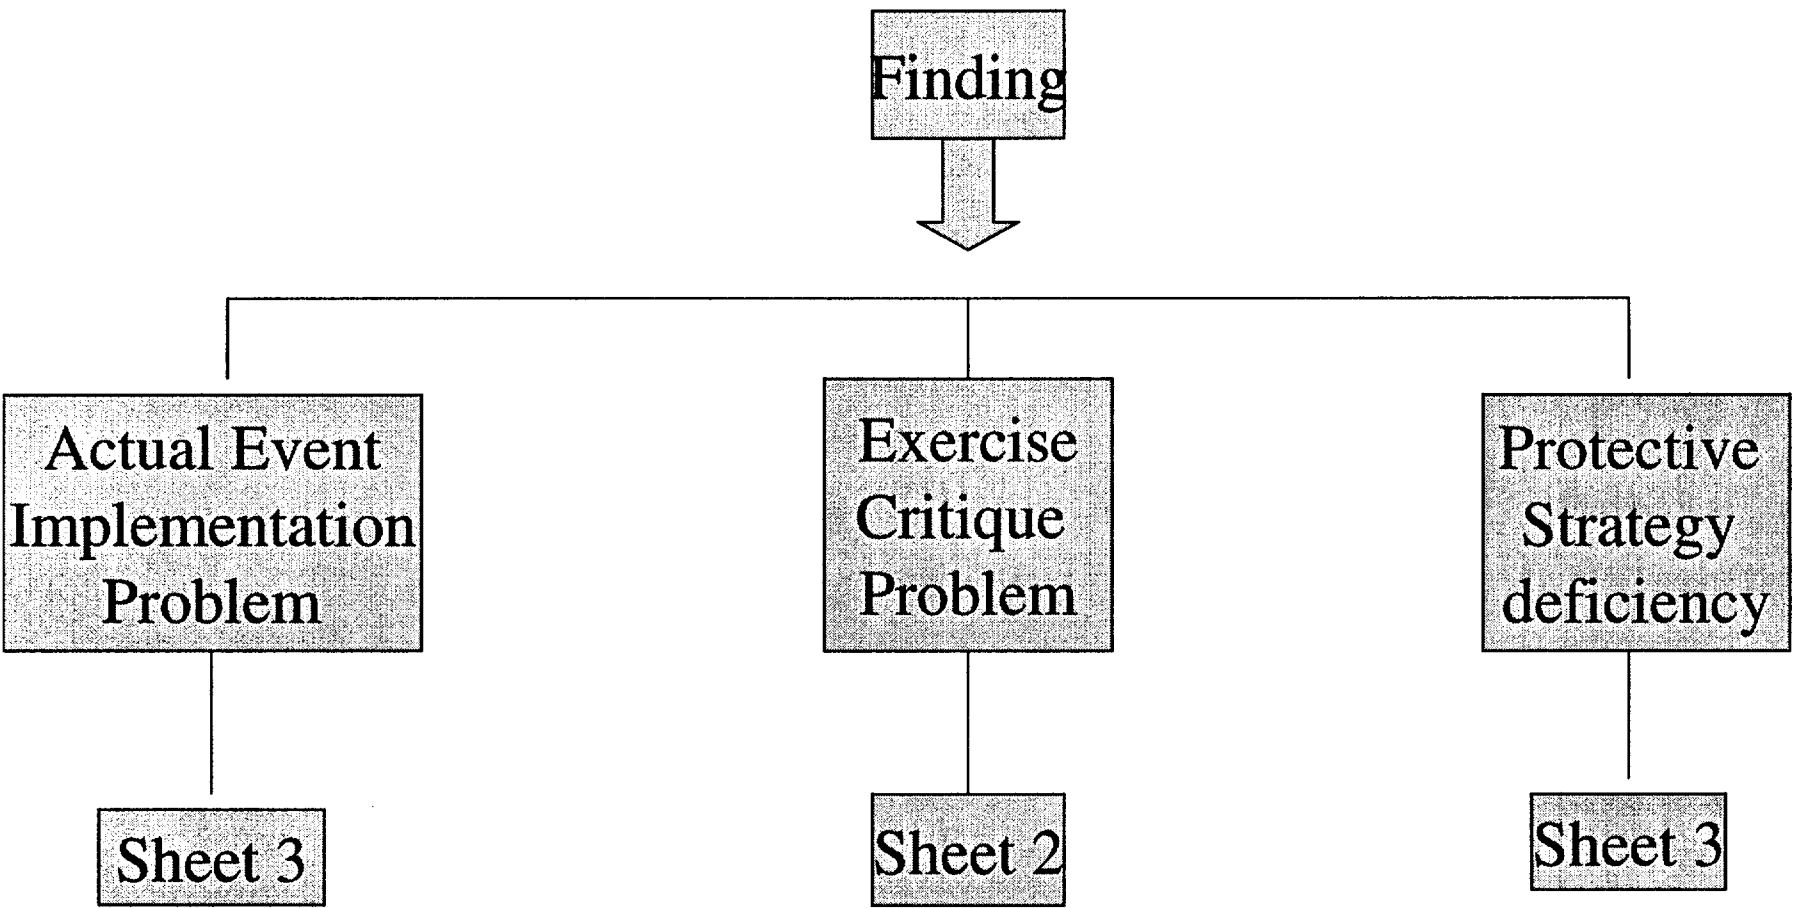 Finding
Actual Event
Implementation
Problem
Exercise
Critique
Problem
Protective
Strategy
deficiency
Sheet 3
Sheet 2
Sheet 3